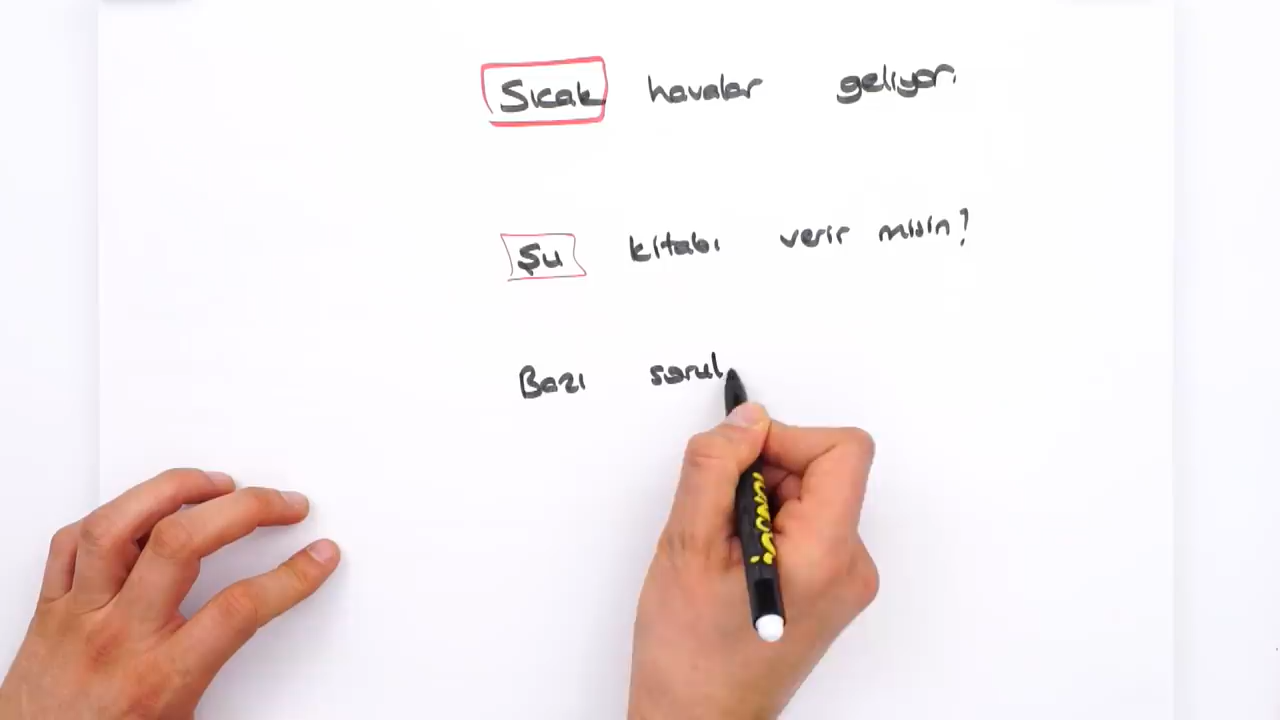 Sıcak havalar geliyor.
Şu kitabı verir misin?
Bazı sorul